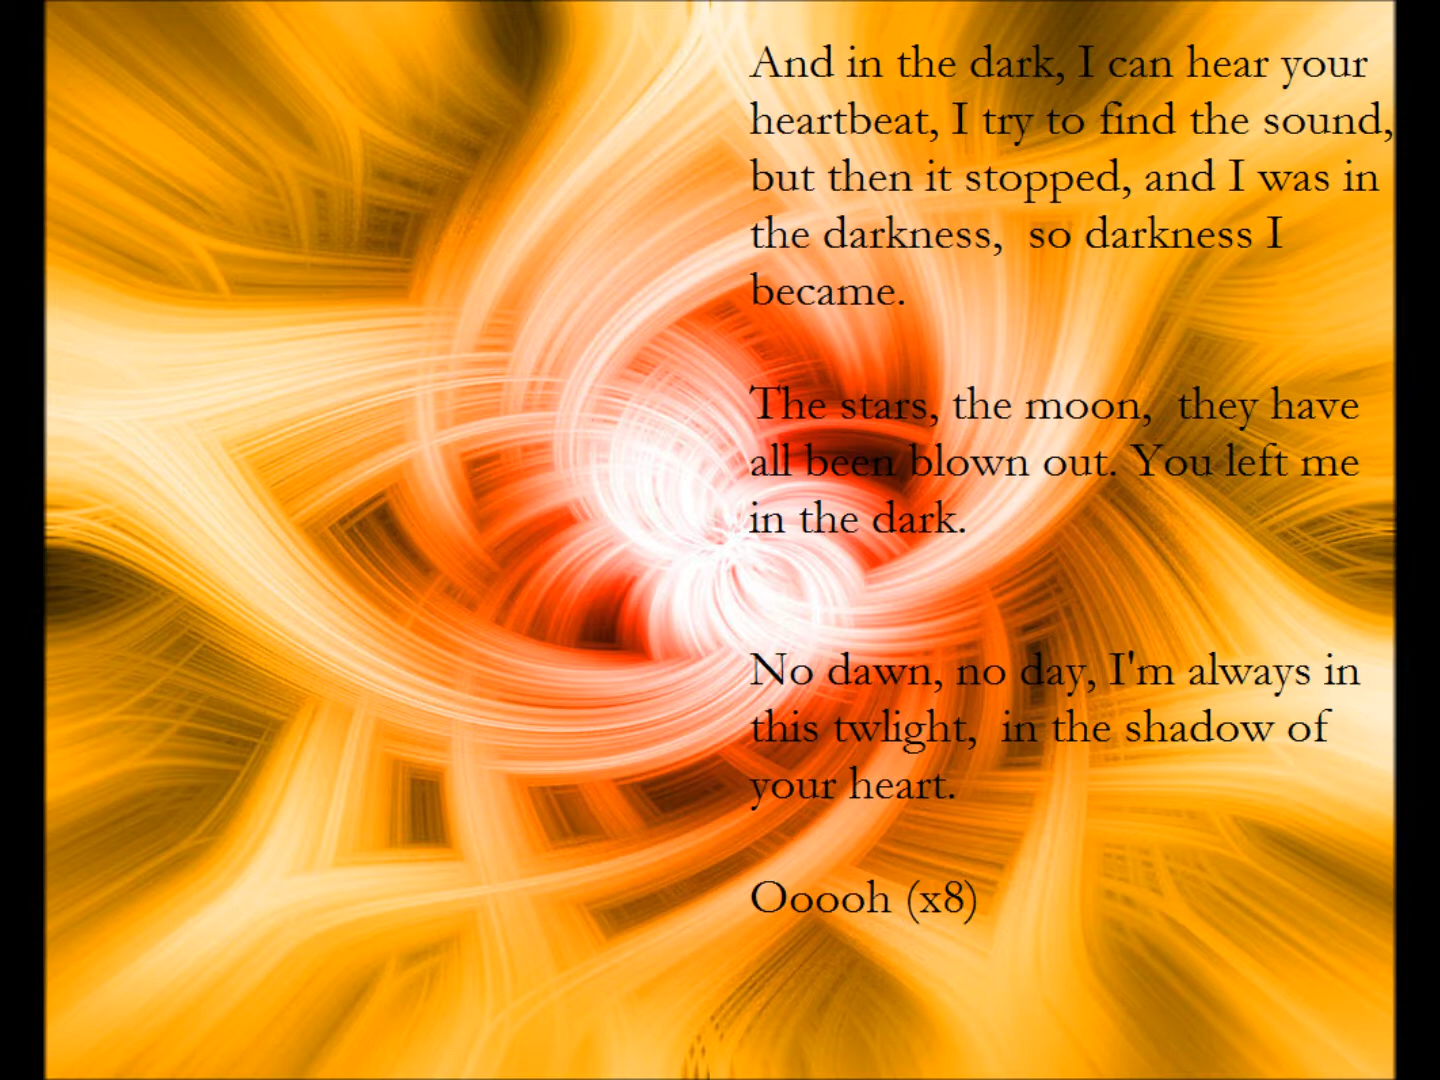 And in the dark, I can hear your
heartbeat, I try to find the sound,
but then it stopped, and I was in
the darkness,  so darkness I
became.
The stars, the moon,  they have
all been blown out. You left me
in the dark.
No dawn, no day, I'm always in
this twlight,  in the shadow of
your heart.
Ooooh (x8)